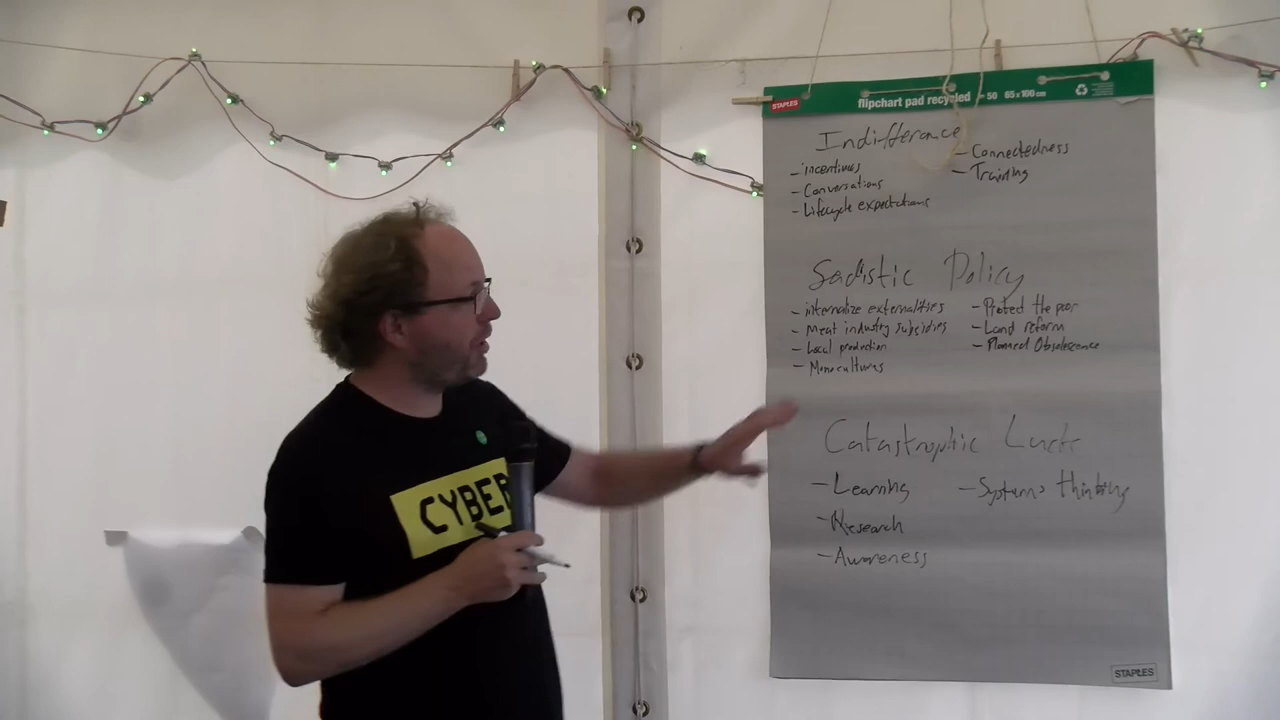 STAPLES
flipchart pad recycled 50 65 x 100 cm
Indifference
- incentives
- Conversations
- Lifecycle expectations
- Connectedness
- Training
Sadistic Policy
- internalize externalities
- Meat industry subsidies
- Local production
- Monocultures
- Protect the poor
- Land reform
- Planned Obsolescence
Catastrophic Luck
- Learning
- Research
- Awareness
- Systems thinking
STAPLES
CYBER